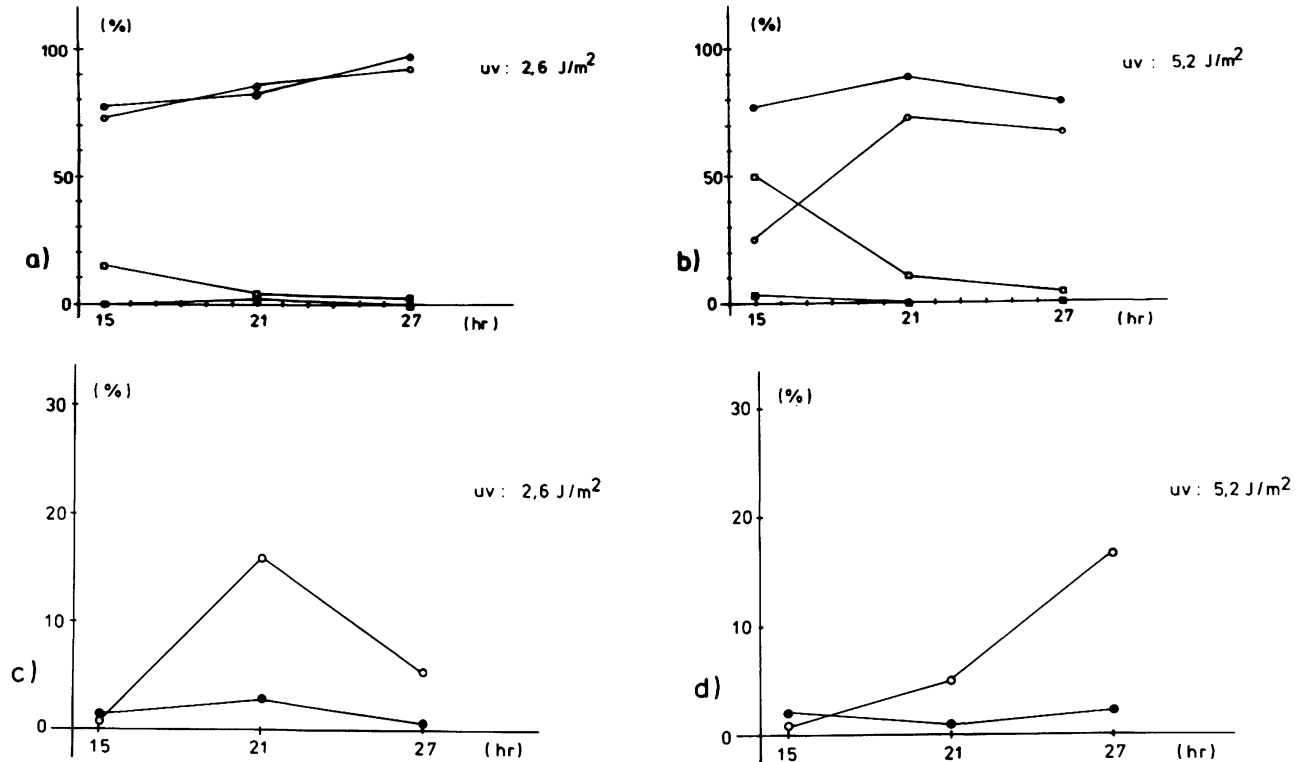 (%)
100
50
0
15 21 27 (hr)
uv: 2,6 J/m²
a)
(%)
100
50
0
15 21 27 (hr)
uv: 5,2 J/m²
b)
(%)
30
20
10
0
15 21 27 (hr)
uv: 2,6 J/m²
c)
(%)
30
20
10
0
15 21 27 (hr)
uv: 5,2 J/m²
d)